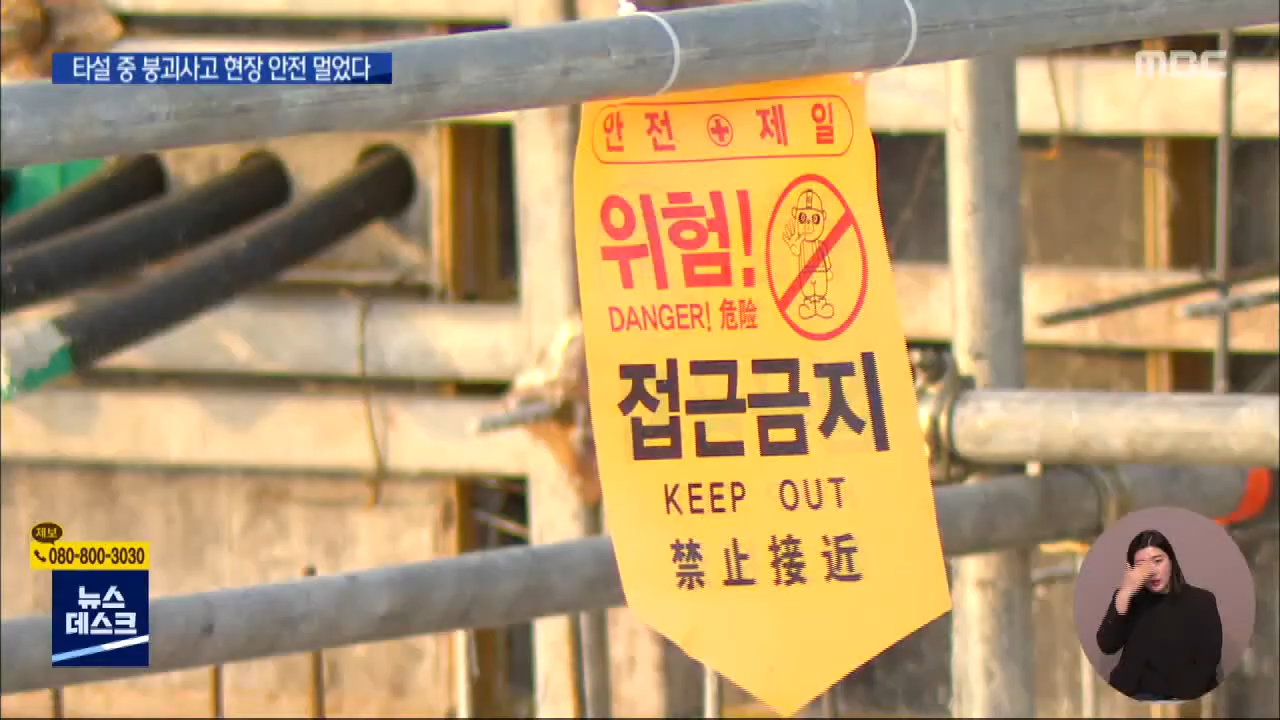 타설 중 붕괴사고 현장 안전 멀었다
MBC
안전 제일
위험!
DANGER! 危險
접근금지
KEEP OUT
禁止接近
제보
080-800-3030
뉴스
데스크